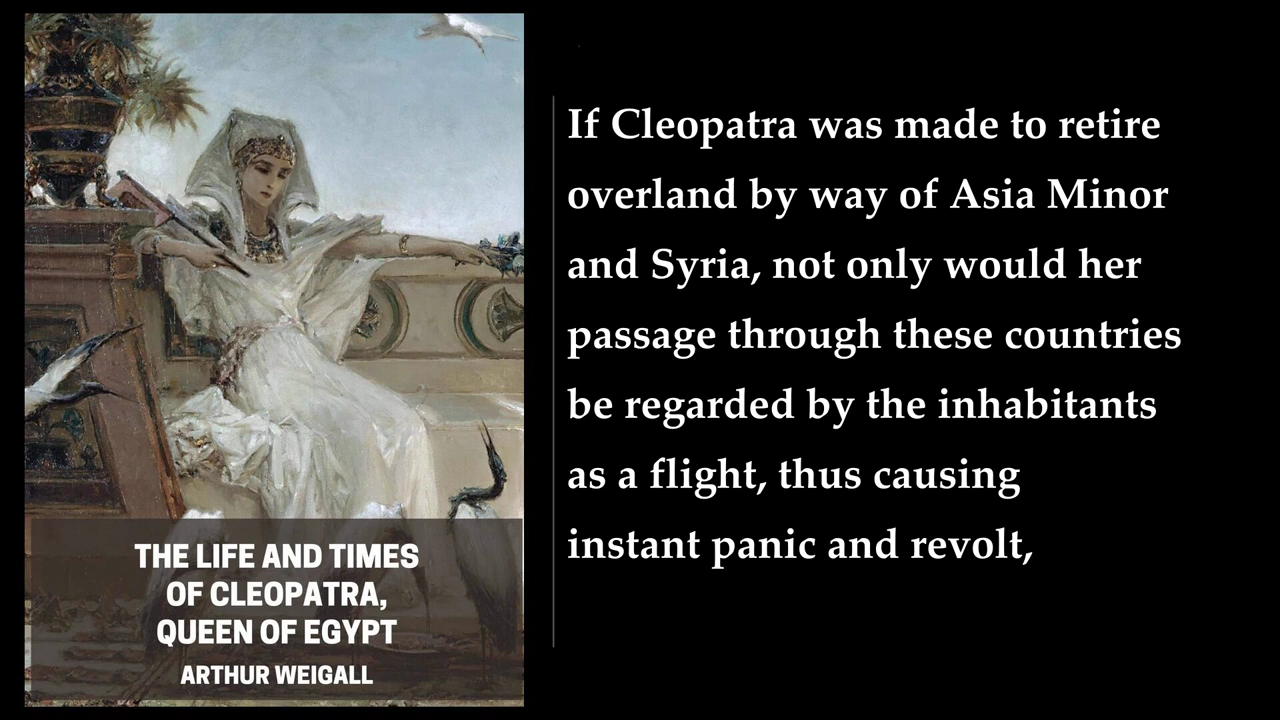 THE LIFE AND TIMES
OF CLEOPATRA,
QUEEN OF EGYPT
ARTHUR WEIGALL
If Cleopatra was made to retire
overland by way of Asia Minor
and Syria, not only would her
passage through these countries
be regarded by the inhabitants
as a flight, thus causing
instant panic and revolt,